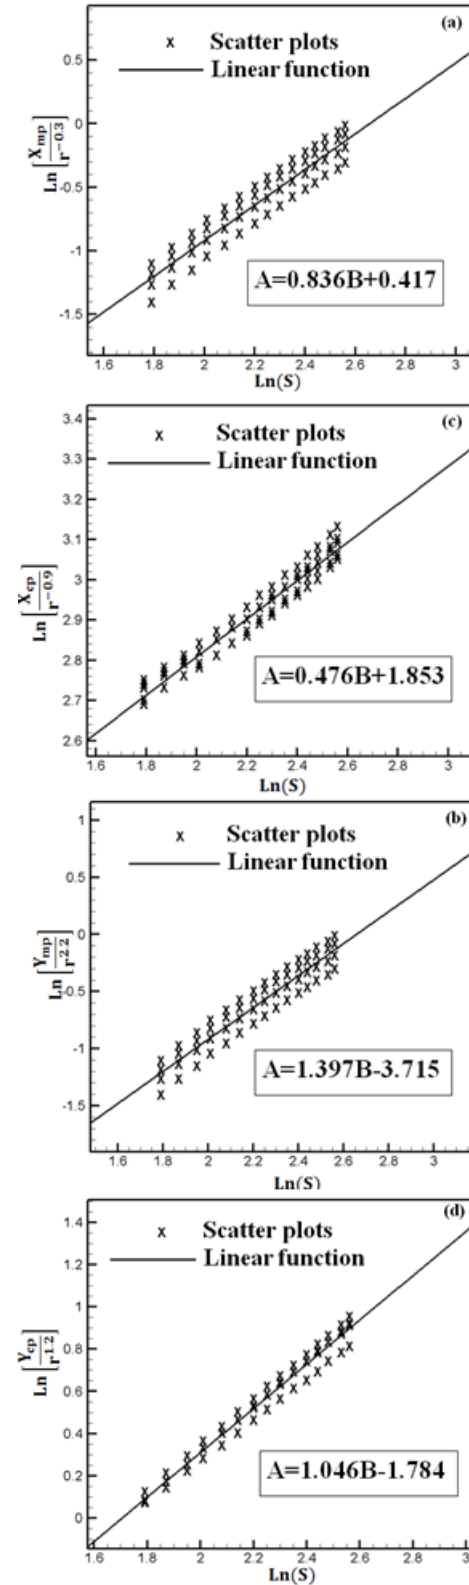 (a)
Scatter plots
Linear function
0.5
0
-0.5
-1
-1.5
Ln[X_mp/r^-0.3]
A=0.836B+0.417
1.6 1.8 2 2.2 2.4 2.6 2.8 3
Ln(S)
(c)
Scatter plots
Linear function
3.4
3.3
3.2
3.1
3
2.9
2.8
2.7
2.6
Ln[X_cp/r^-0.9]
A=0.476B+1.853
1.6 1.8 2 2.2 2.4 2.6 2.8 3
Ln(S)
(b)
Scatter plots
Linear function
1
0.5
0
-0.5
-1
-1.5
Ln[Y_mp/r^2.2]
A=1.397B-3.715
1.6 1.8 2 2.2 2.4 2.6 2.8 3
Ln(S)
(d)
Scatter plots
Linear function
1.4
1.2
1
0.8
0.6
0.4
0.2
0
Ln[Y_cp/r^1.2]
A=1.046B-1.784
1.6 1.8 2 2.2 2.4 2.6 2.8 3
Ln(S)